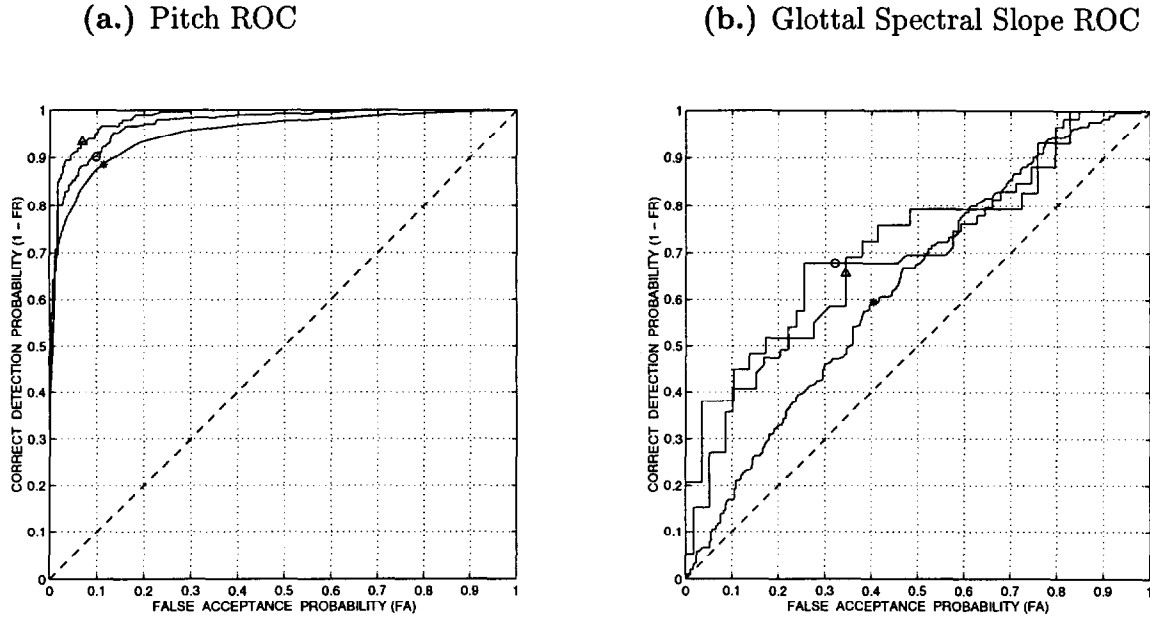 (a.) Pitch ROC
CORRECT DETECTION PROBABILITY (1 – FR)
1
0.9
0.8
0.7
0.6
0.5
0.4
0.3
0.2
0.1
0
0 0.1 0.2 0.3 0.4 0.5 0.6 0.7 0.8 0.9 1
FALSE ACCEPTANCE PROBABILITY (FA)
(b.) Glottal Spectral Slope ROC
CORRECT DETECTION PROBABILITY (1 – FR)
1
0.9
0.8
0.7
0.6
0.5
0.4
0.3
0.2
0.1
0
0 0.1 0.2 0.3 0.4 0.5 0.6 0.7 0.8 0.9 1
FALSE ACCEPTANCE PROBABILITY (FA)